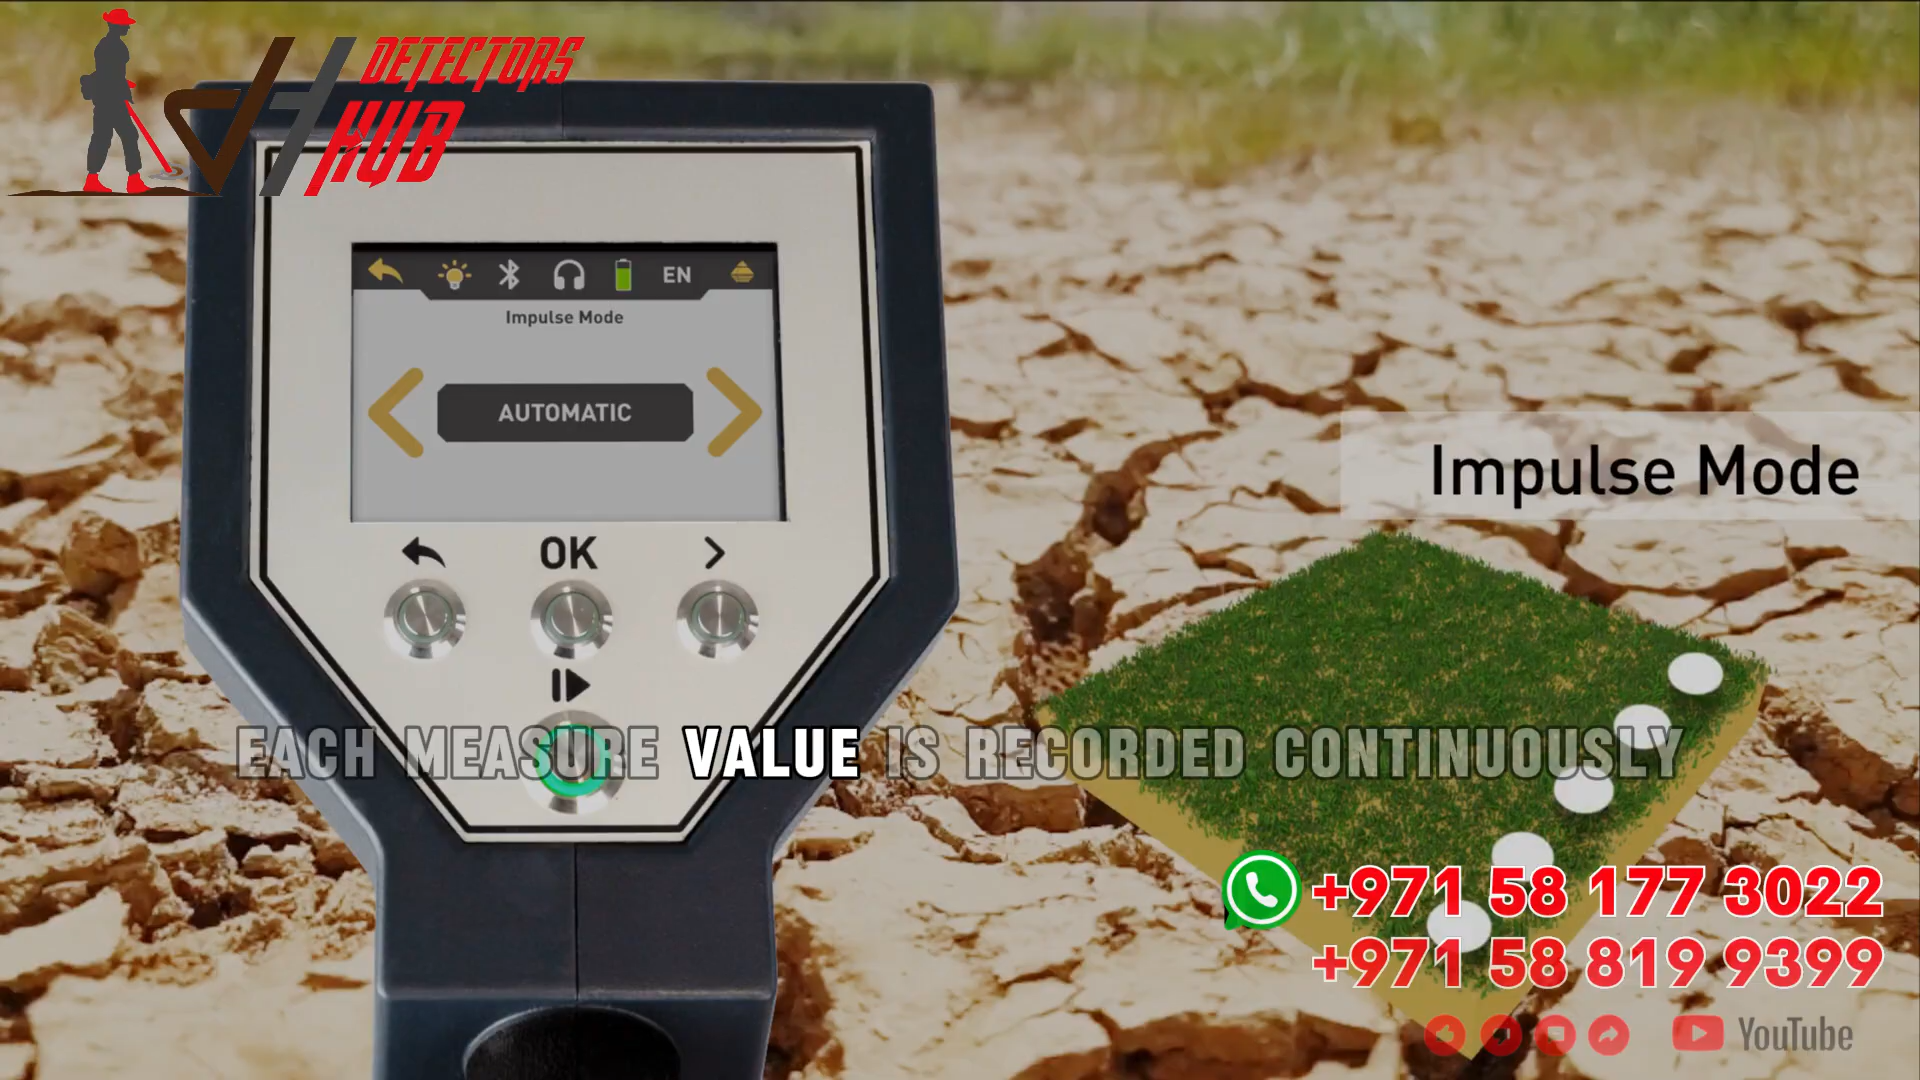 DETECTORS
HUB
EN
Impulse Mode
AUTOMATIC
OK
Impulse Mode
EACH MEASURE VALUE IS RECORDED CONTINUOUSLY
+971 58 177 3022
+971 58 819 9399
YouTube